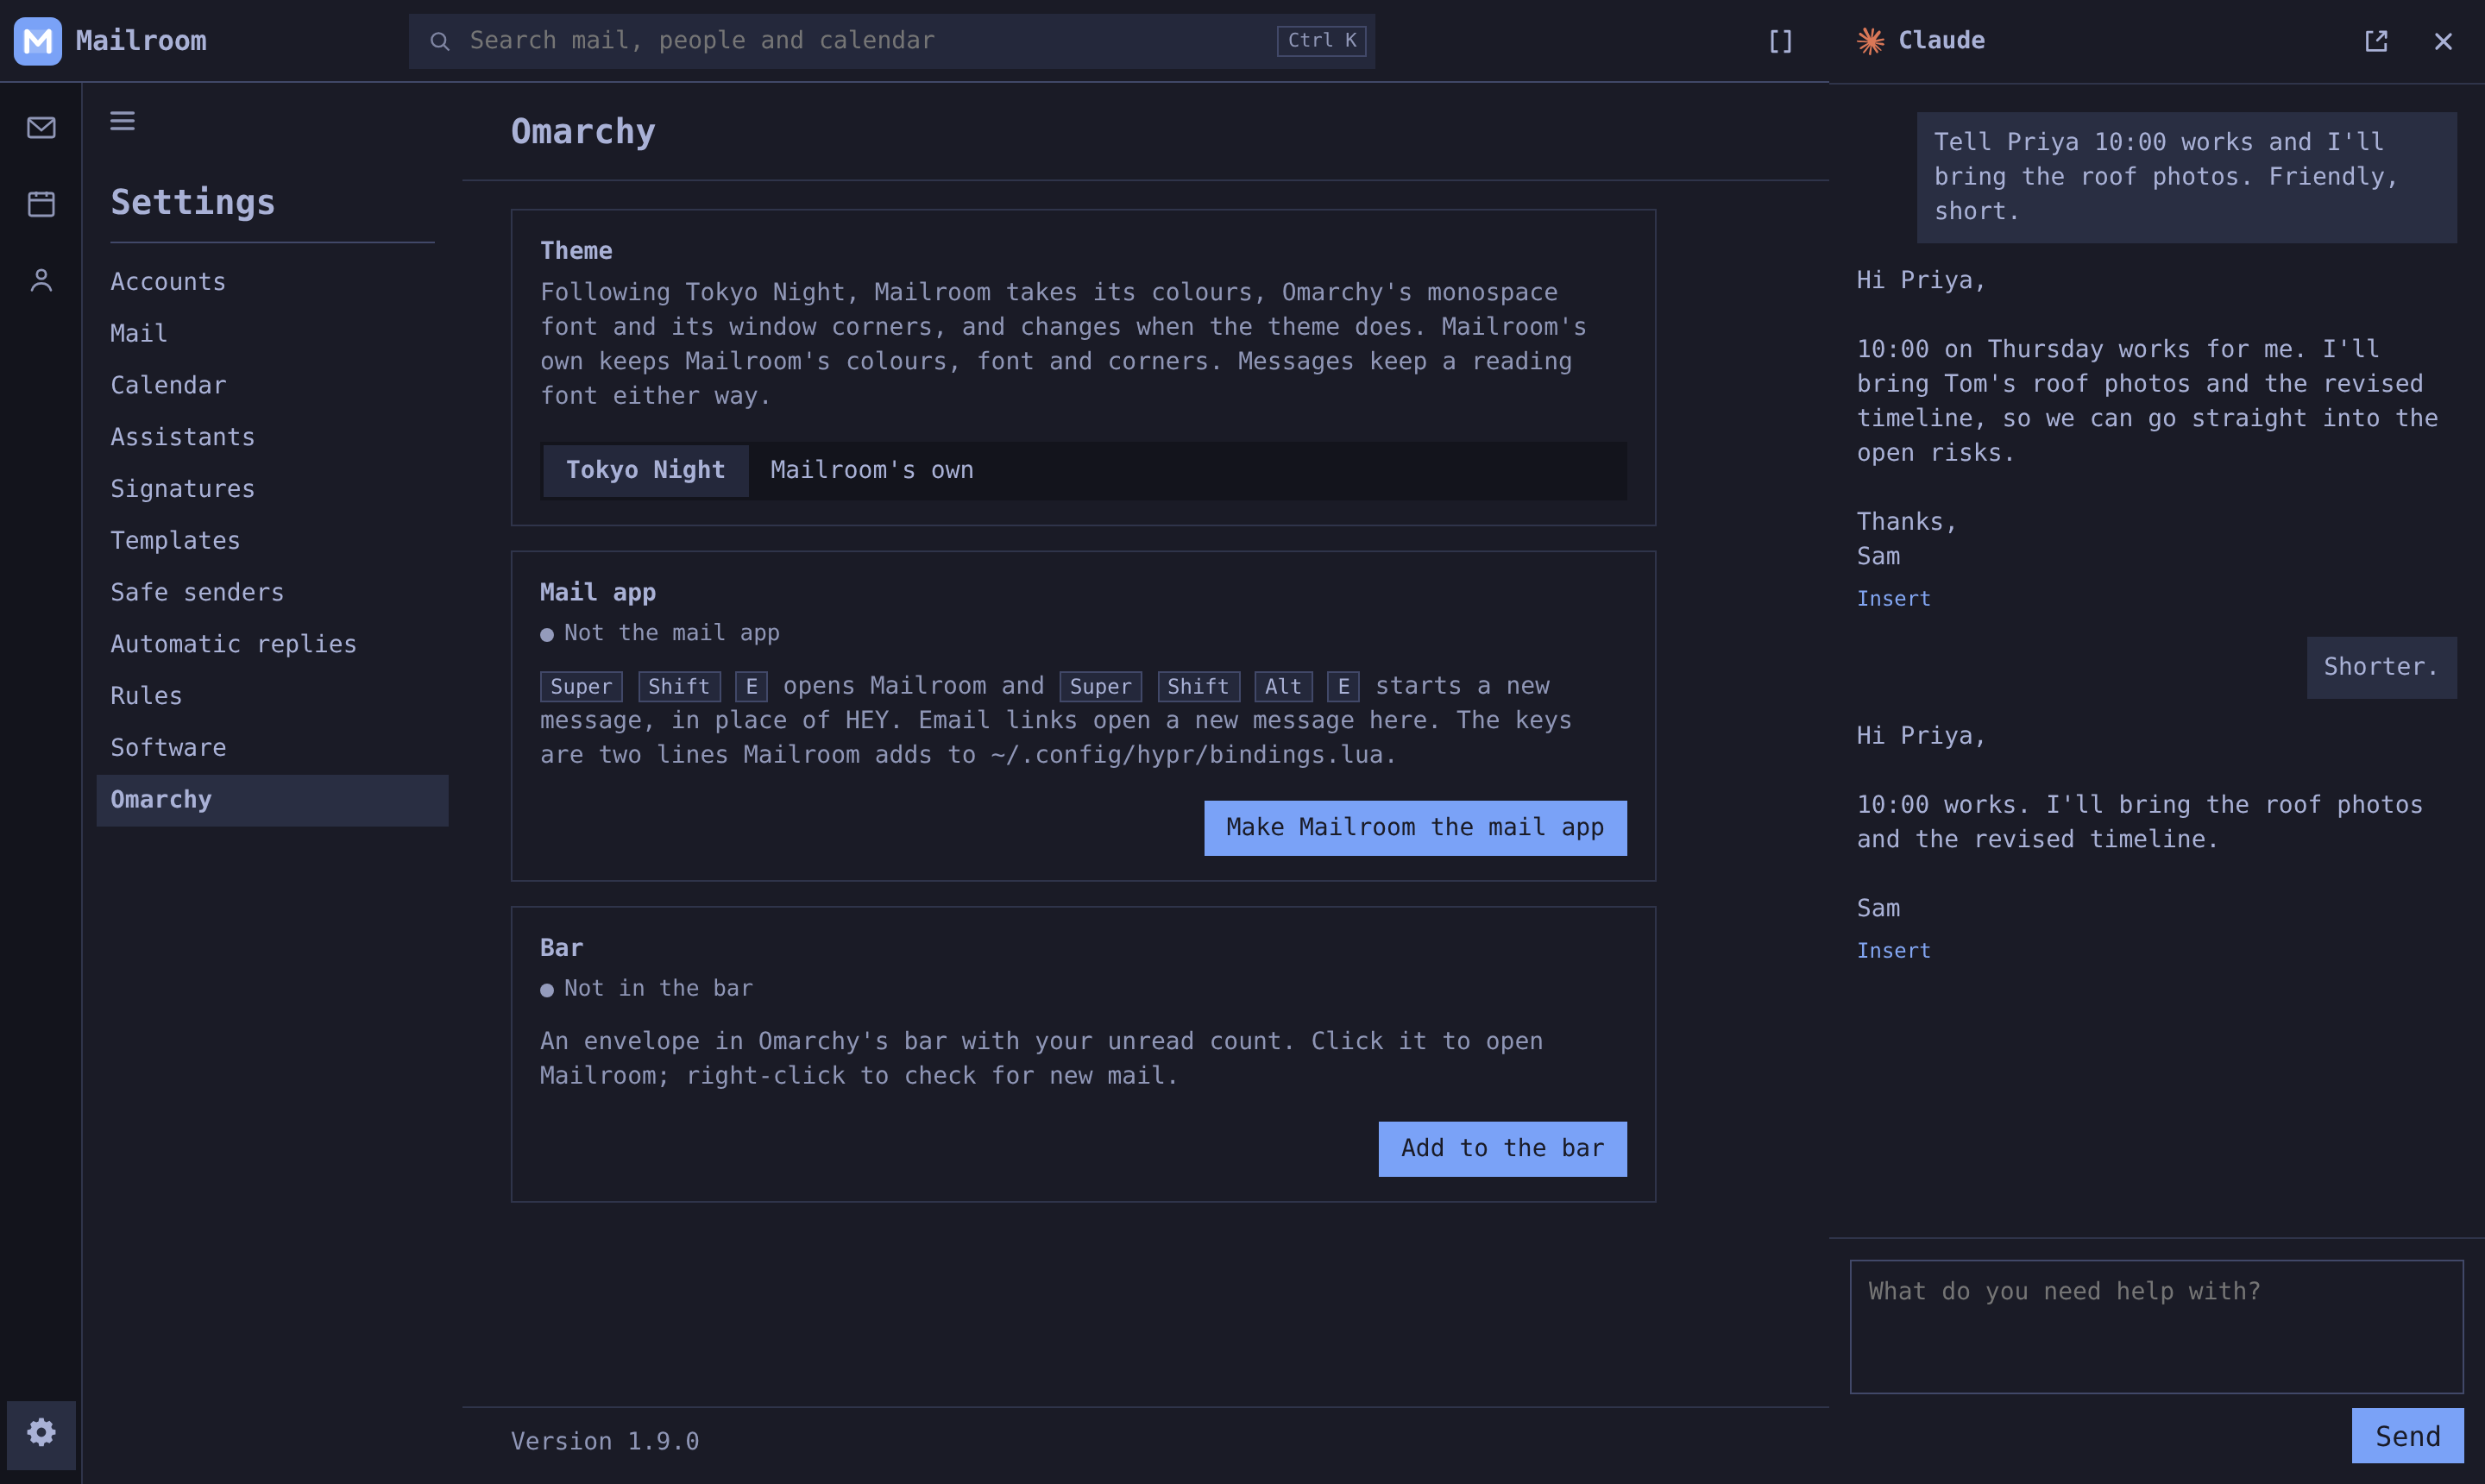 Mailroom
Search mail, people and calendar
Ctrl K
Claude
Settings
Accounts
Mail
Calendar
Assistants
Signatures
Templates
Safe senders
Automatic replies
Rules
Software
Omarchy
Omarchy
Theme
Following Tokyo Night, Mailroom takes its colours, Omarchy's monospace
font and its window corners, and changes when the theme does. Mailroom's
own keeps Mailroom's colours, font and corners. Messages keep a reading
font either way.
Tokyo Night Mailroom's own
Mail app
Not the mail app
Super Shift E opens Mailroom and Super Shift Alt E starts a new
message, in place of HEY. Email links open a new message here. The keys
are two lines Mailroom adds to ~/.config/hypr/bindings.lua.
Make Mailroom the mail app
Bar
Not in the bar
An envelope in Omarchy's bar with your unread count. Click it to open
Mailroom; right-click to check for new mail.
Add to the bar
Version 1.9.0
Tell Priya 10:00 works and I'll
bring the roof photos. Friendly,
short.
Hi Priya,
10:00 on Thursday works for me. I'll
bring Tom's roof photos and the revised
timeline, so we can go straight into the
open risks.
Thanks,
Sam
Insert
Shorter.
Hi Priya,
10:00 works. I'll bring the roof photos
and the revised timeline.
Sam
Insert
What do you need help with?
Send